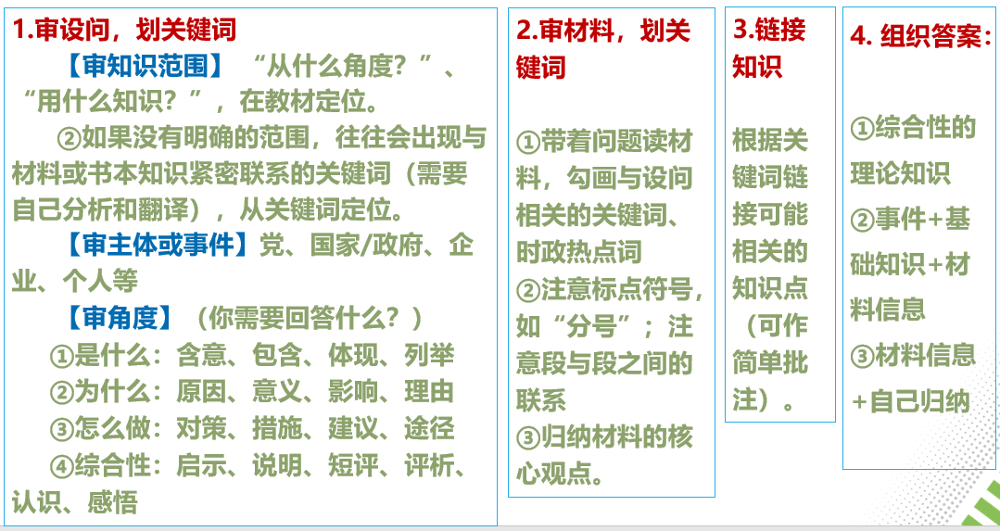 1.审设问，划关键词
【审知识范围】 “从什么角度？”、
“用什么知识？”，在教材定位。
②如果没有明确的范围，往往会出现与
材料或书本知识紧密联系的关键词（需要
自己分析和翻译），从关键词定位。
【审主体或事件】党、国家/政府、企
业、个人等
【审角度】（你需要回答什么？）
①是什么：含意、包含、体现、列举
②为什么：原因、意义、影响、理由
③怎么做：对策、措施、建议、途径
④综合性：启示、说明、短评、评析、
认识、感悟
2.审材料，划关
键词
①带着问题读材
料，勾画与设问
相关的关键词、
时政热点词
②注意标点符号，
如“分号”；注
意段与段之间的
联系
③归纳材料的核
心观点。
3.链接
知识
根据关
键词链
接可能
相关的
知识点
（可作
简单批
注）。
4. 组织答案：
①综合性的
理论知识
②事件+基
础知识+材
料信息
③材料信息
+自己归纳